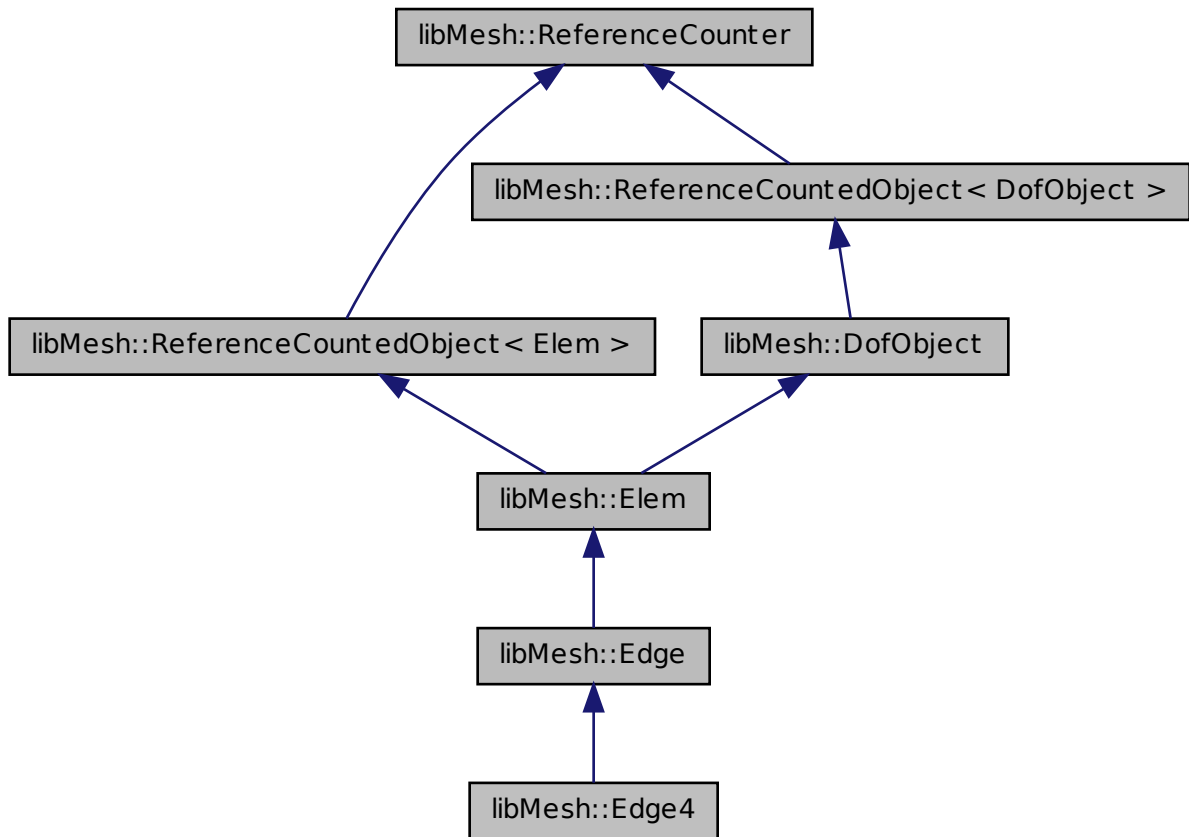 libMesh::ReferenceCounter
libMesh::ReferenceCountedObject< DofObject >
libMesh::ReferenceCountedObject< Elem >
libMesh::DofObject
libMesh::Elem
libMesh::Edge
libMesh::Edge4